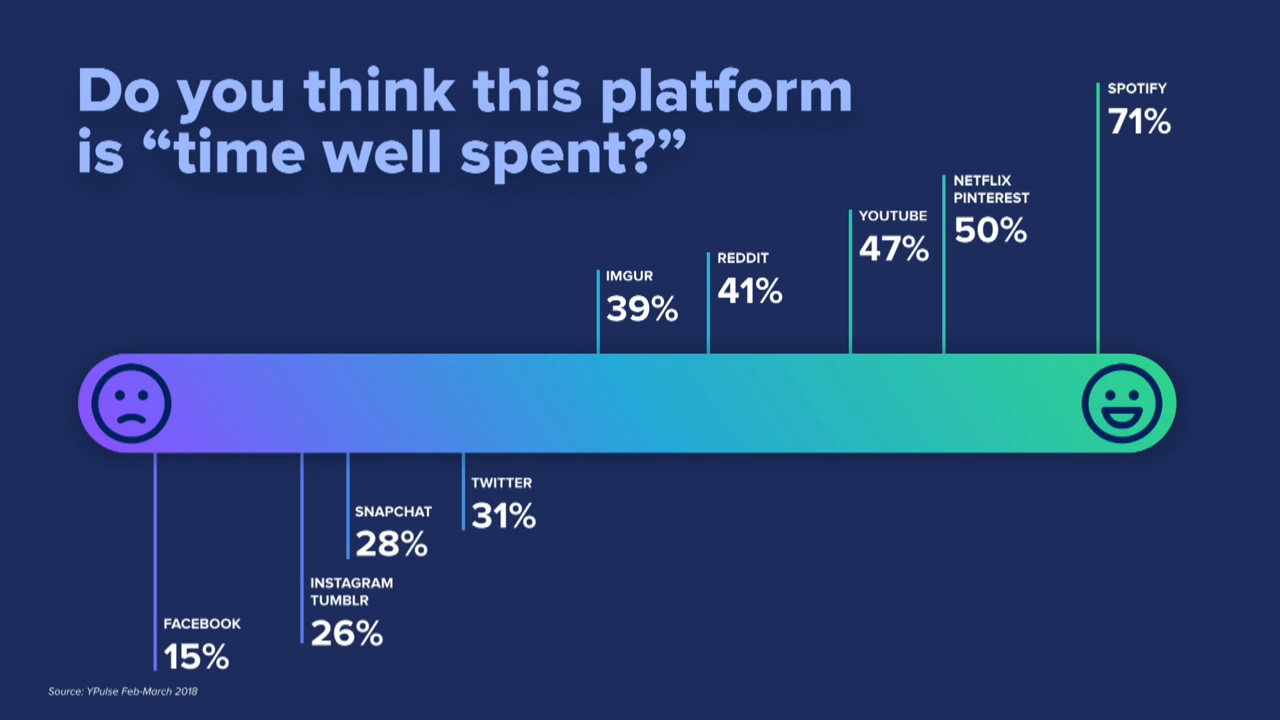 Do you think this platform
is “time well spent?”
SPOTIFY
71%
NETFLIX
PINTEREST
50%
YOUTUBE
47%
REDDIT
41%
IMGUR
39%
TWITTER
31%
SNAPCHAT
28%
INSTAGRAM
TUMBLR
26%
FACEBOOK
15%
Source: YPulse Feb-March 2018